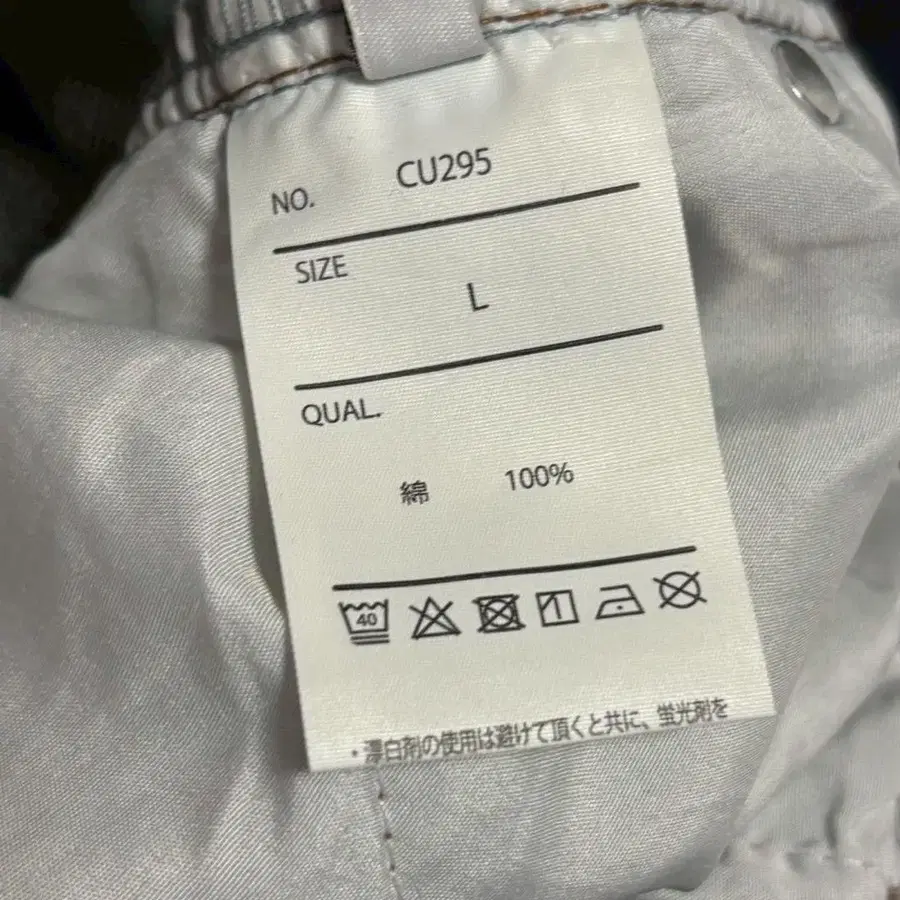 NO. CU295
SIZE
L
QUAL.
綿 100%
40
・漂白剤の使用は避けて頂くと共に、蛍光剤を